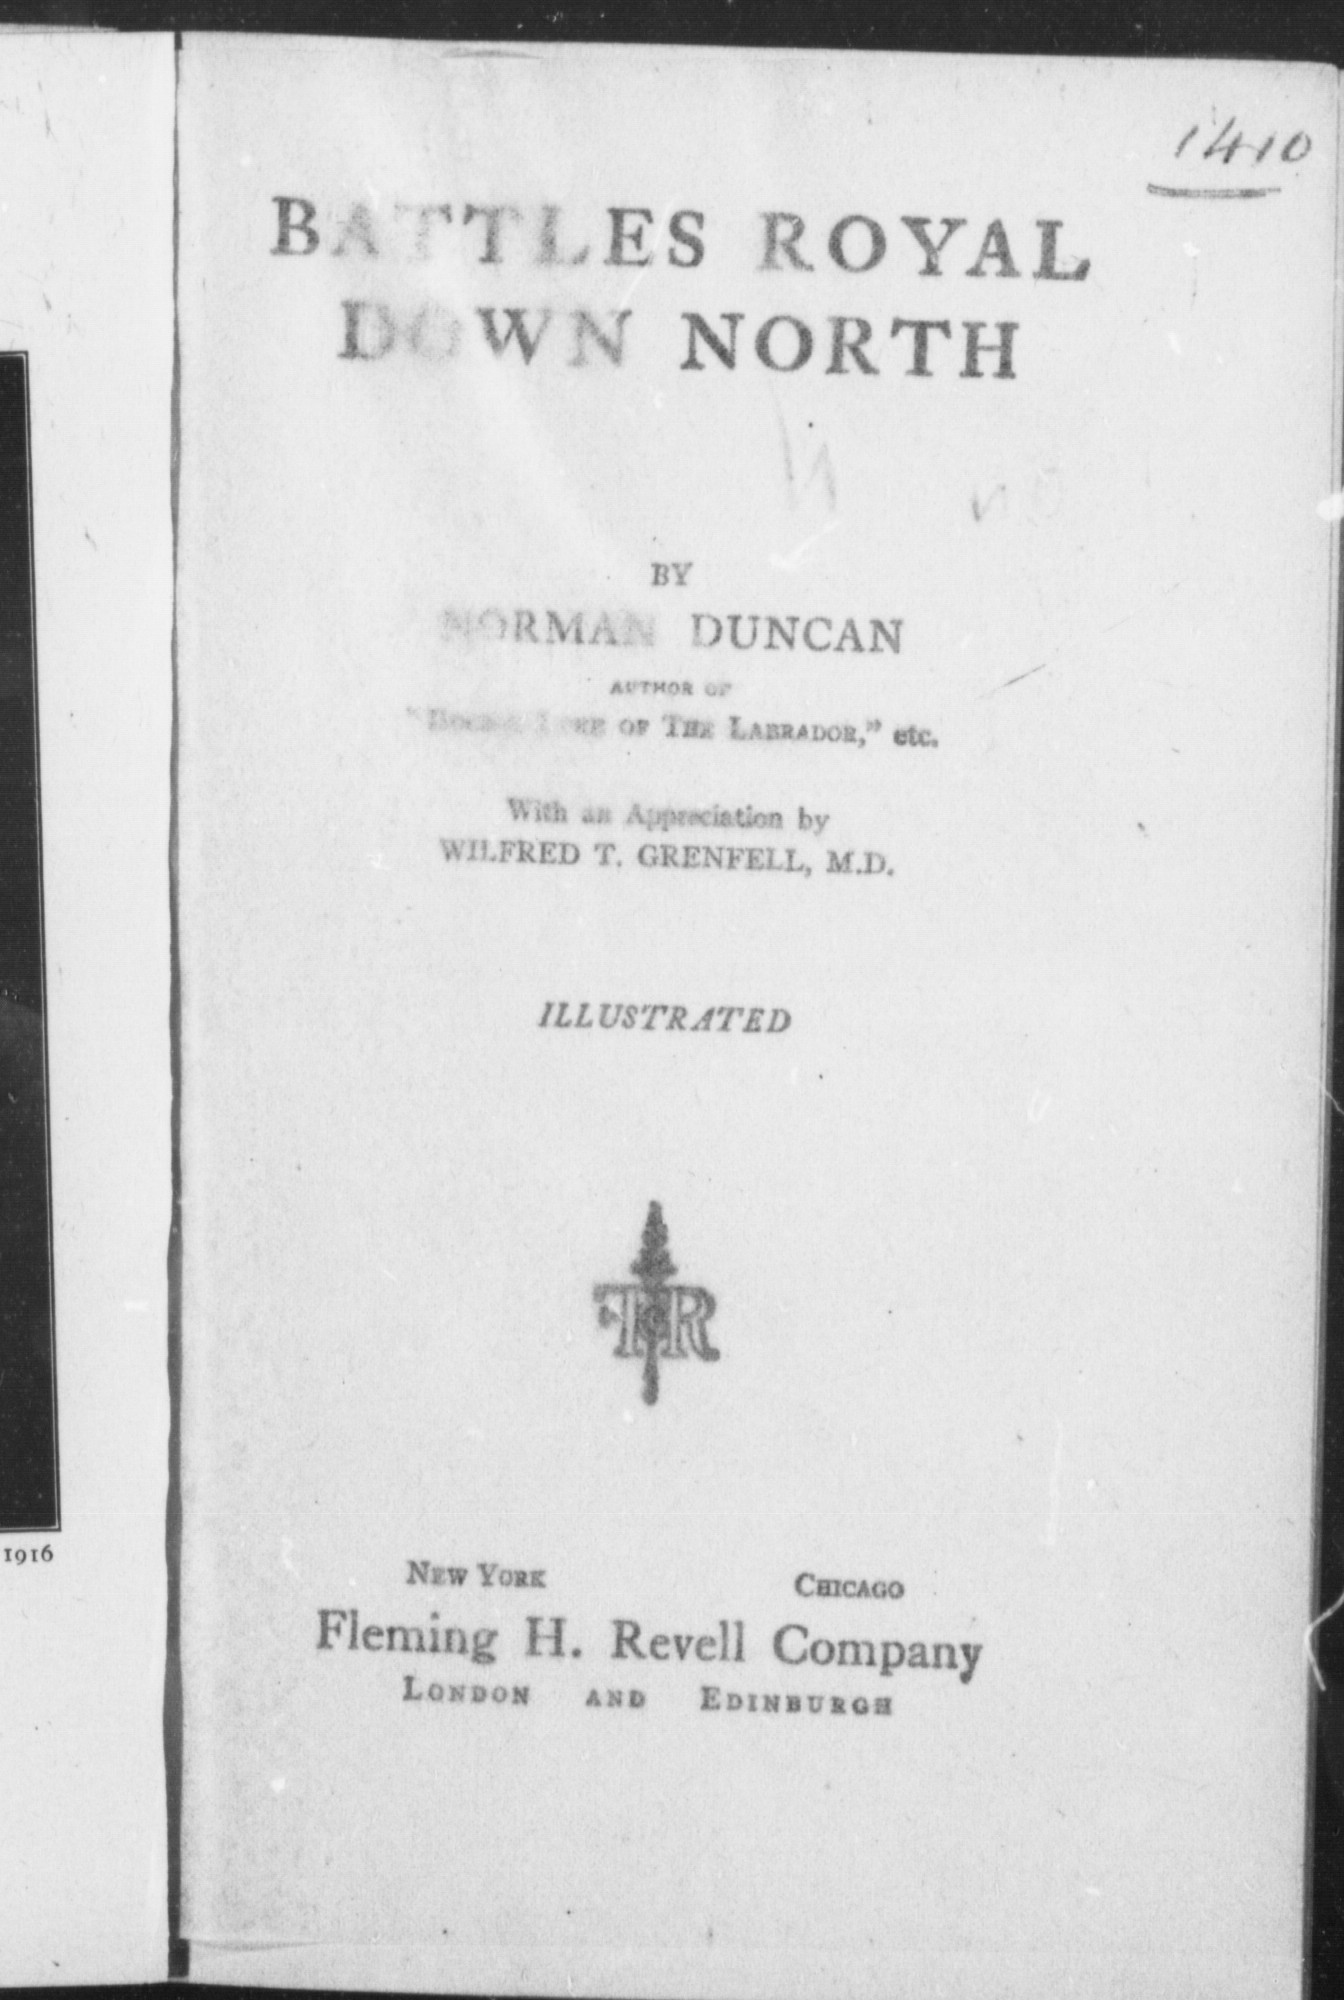 1410
BATTLES ROYAL
DOWN NORTH
BY
NORMAN DUNCAN
AUTHOR OF
OF THE LABRADOR," etc.
With an Appreciation by
WILFRED T. GRENFELL, M.D.
ILLUSTRATED
FR
1916
NEW YORK CHICAGO
Fleming H. Revell Company
LONDON AND EDINBURGH